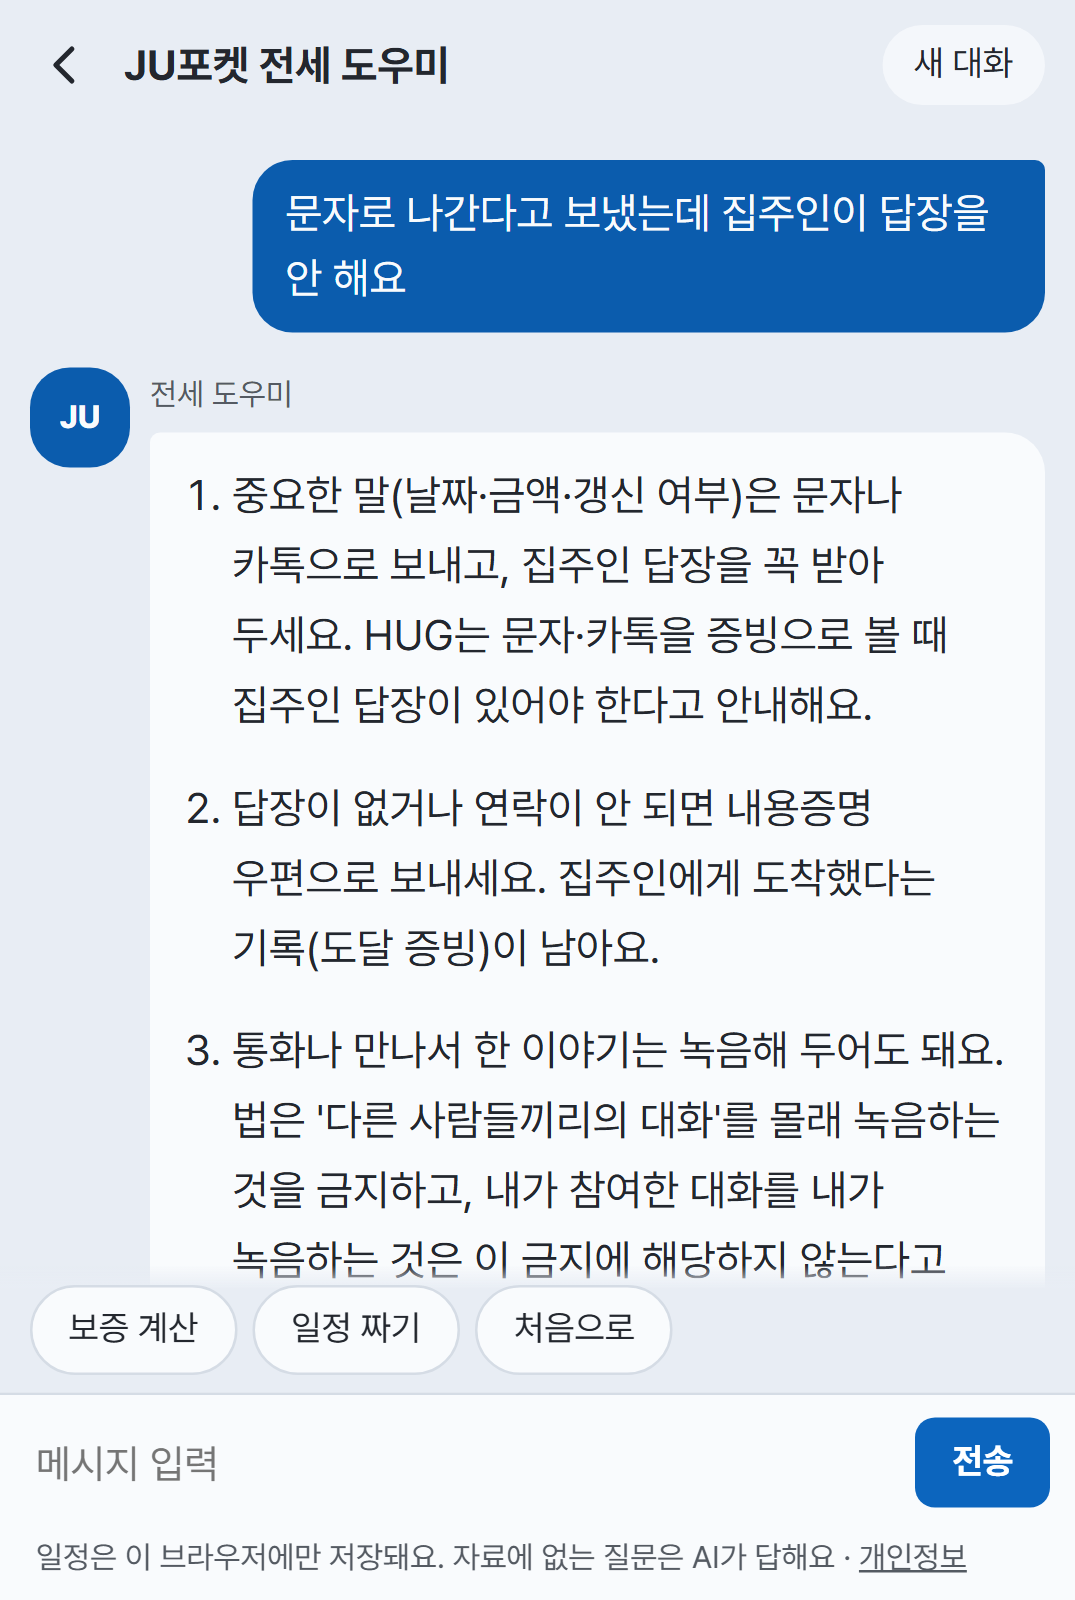 JU포켓 전세 도우미
새 대화
문자로 나간다고 보냈는데 집주인이 답장을
안 해요
JU
전세 도우미
1. 중요한 말(날짜·금액·갱신 여부)은 문자나
카톡으로 보내고, 집주인 답장을 꼭 받아
두세요. HUG는 문자·카톡을 증빙으로 볼 때
집주인 답장이 있어야 한다고 안내해요.
2. 답장이 없거나 연락이 안 되면 내용증명
우편으로 보내세요. 집주인에게 도착했다는
기록(도달 증빙)이 남아요.
3. 통화나 만나서 한 이야기는 녹음해 두어도 돼요.
법은 '다른 사람들끼리의 대화'를 몰래 녹음하는
것을 금지하고, 내가 참여한 대화를 내가
녹음하는 것은 이 금지에 해당하지 않는다고
보증 계산
일정 짜기
처음으로
메시지 입력
전송
일정은 이 브라우저에만 저장돼요. 자료에 없는 질문은 AI가 답해요 · 개인정보